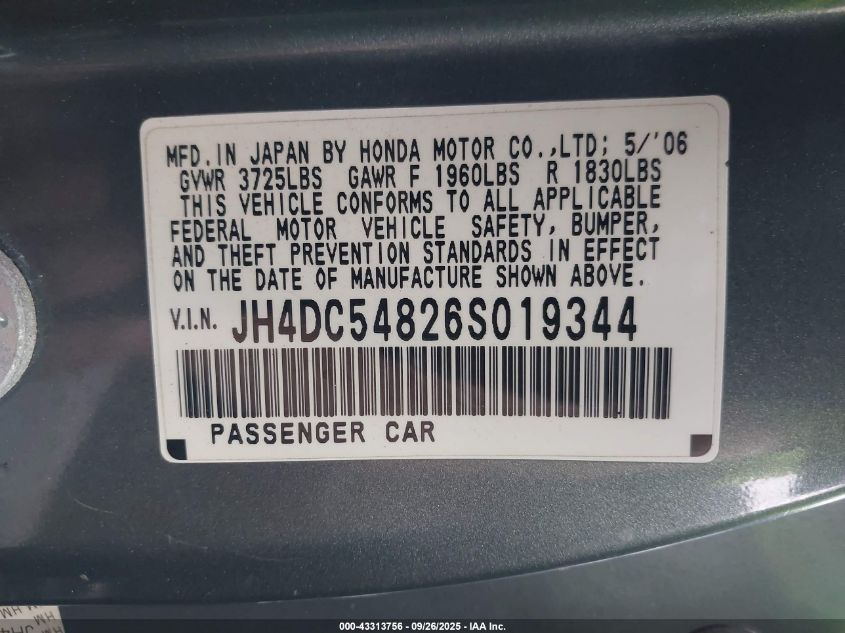 MFD. IN JAPAN BY HONDA MOTOR CO.,LTD; 5/'06
GVWR 3725LBS GAWR F 1960LBS R 1830LBS
THIS VEHICLE CONFORMS TO ALL APPLICABLE
FEDERAL MOTOR VEHICLE SAFETY, BUMPER,
AND THEFT PREVENTION STANDARDS IN EFFECT
ON THE DATE OF MANUFACTURE SHOWN ABOVE.
V.I.N. JH4DC54826S019344
PASSENGER CAR
000-43313756 - 09/26/2025 - IAA Inc.